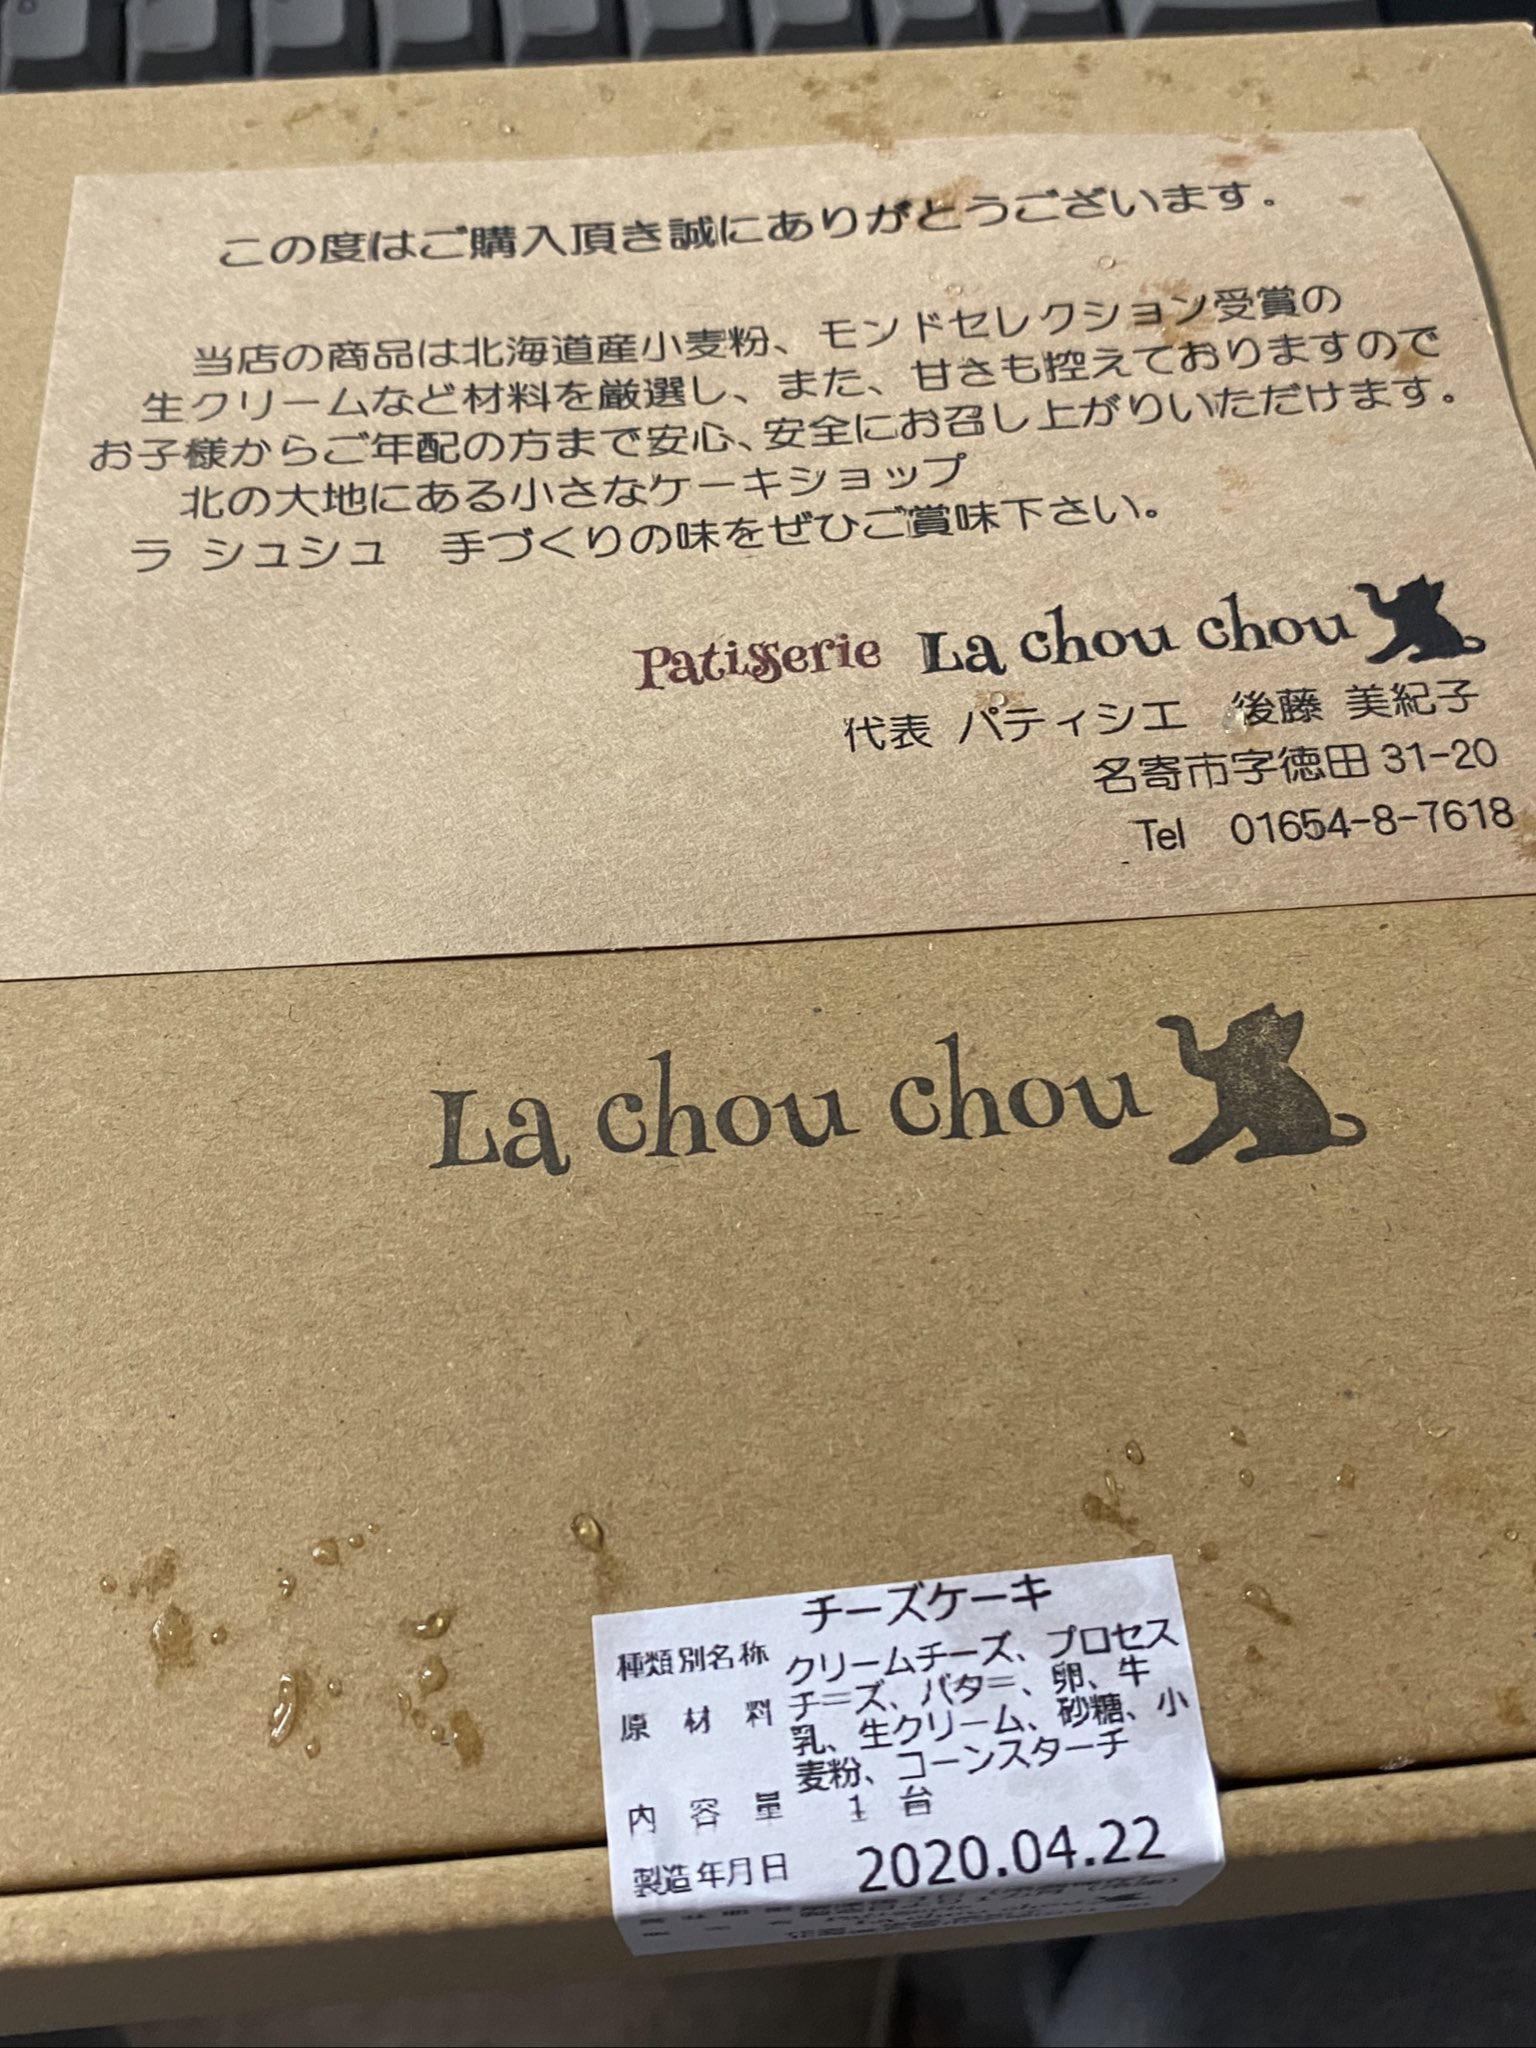 この度はご購入頂き誠にありがとうございます.
当店の商品は北海道産小麦粉、モンドセレクション受賞の
生クリームなど材料を厳選し、また、甘さも控えておりますので
お子様からご年配の方まで安心、安全にお召し上がりいただけます。
北の大地にある小さなケーキショップ
ラ シュシュ 手づくりの味をぜひご賞味下さい。
Patisserie La chou chou
代表 パティシエ 後藤 美紀子
名寄市字徳田 31-20
Tel 01654-8-7618
La chou chou
種類別名称 チーズケーキ
原材料 クリームチーズ、プロセス
チーズ、バター、卵、牛
乳、生クリーム、砂糖、小
麦粉、コーンスターチ
内容量 1 台
製造年月日 2020.04.22